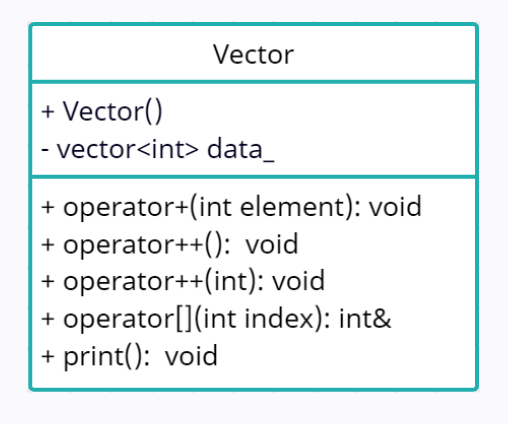 Vector
+ Vector()
- vector<int> data_
+ operator+(int element): void
+ operator++():  void
+ operator++(int): void
+ operator[](int index): int&
+ print():  void